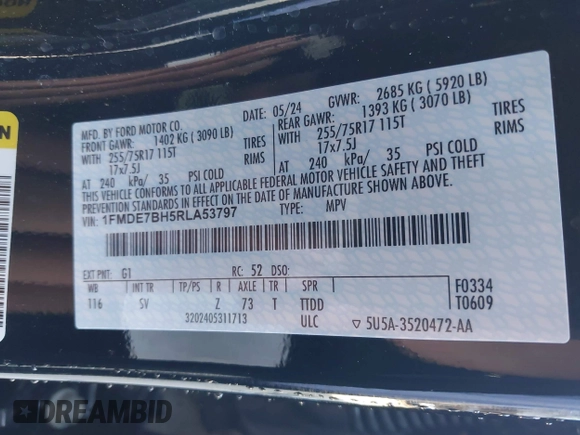 MFD. BY FORD MOTOR CO.
05/24 GVWR: 2685 KG ( 5920 LB)
FRONT GAWR: 1402 KG ( 3090 LB)
REAR GAWR: 1393 KG ( 3070 LB)
WITH 255/75R17 115T TIRES
WITH 255/75R17 115T TIRES
17x7.5J RIMS
17x7.5J RIMS
AT 240 kPa/ 35 PSI COLD
AT 240 kPa/ 35 PSI COLD
THIS VEHICLE CONFORMS TO ALL APPLICABLE FEDERAL MOTOR VEHICLE SAFETY AND THEFT
PREVENTION STANDARDS IN EFFECT ON THE DATE OF MANUFACTURE SHOWN ABOVE.
VIN: 1FMDE7BH5RLA53797 TYPE: MPV
EXT PNT: G1 RC: 52 DSO:
WB INT TR TP/PS R AXLE TR SPR F0334
116 SV Z 73 T TTDD T0609
3202405311713 ULC ▽ 5U5A-3520472-AA
DREAMBID